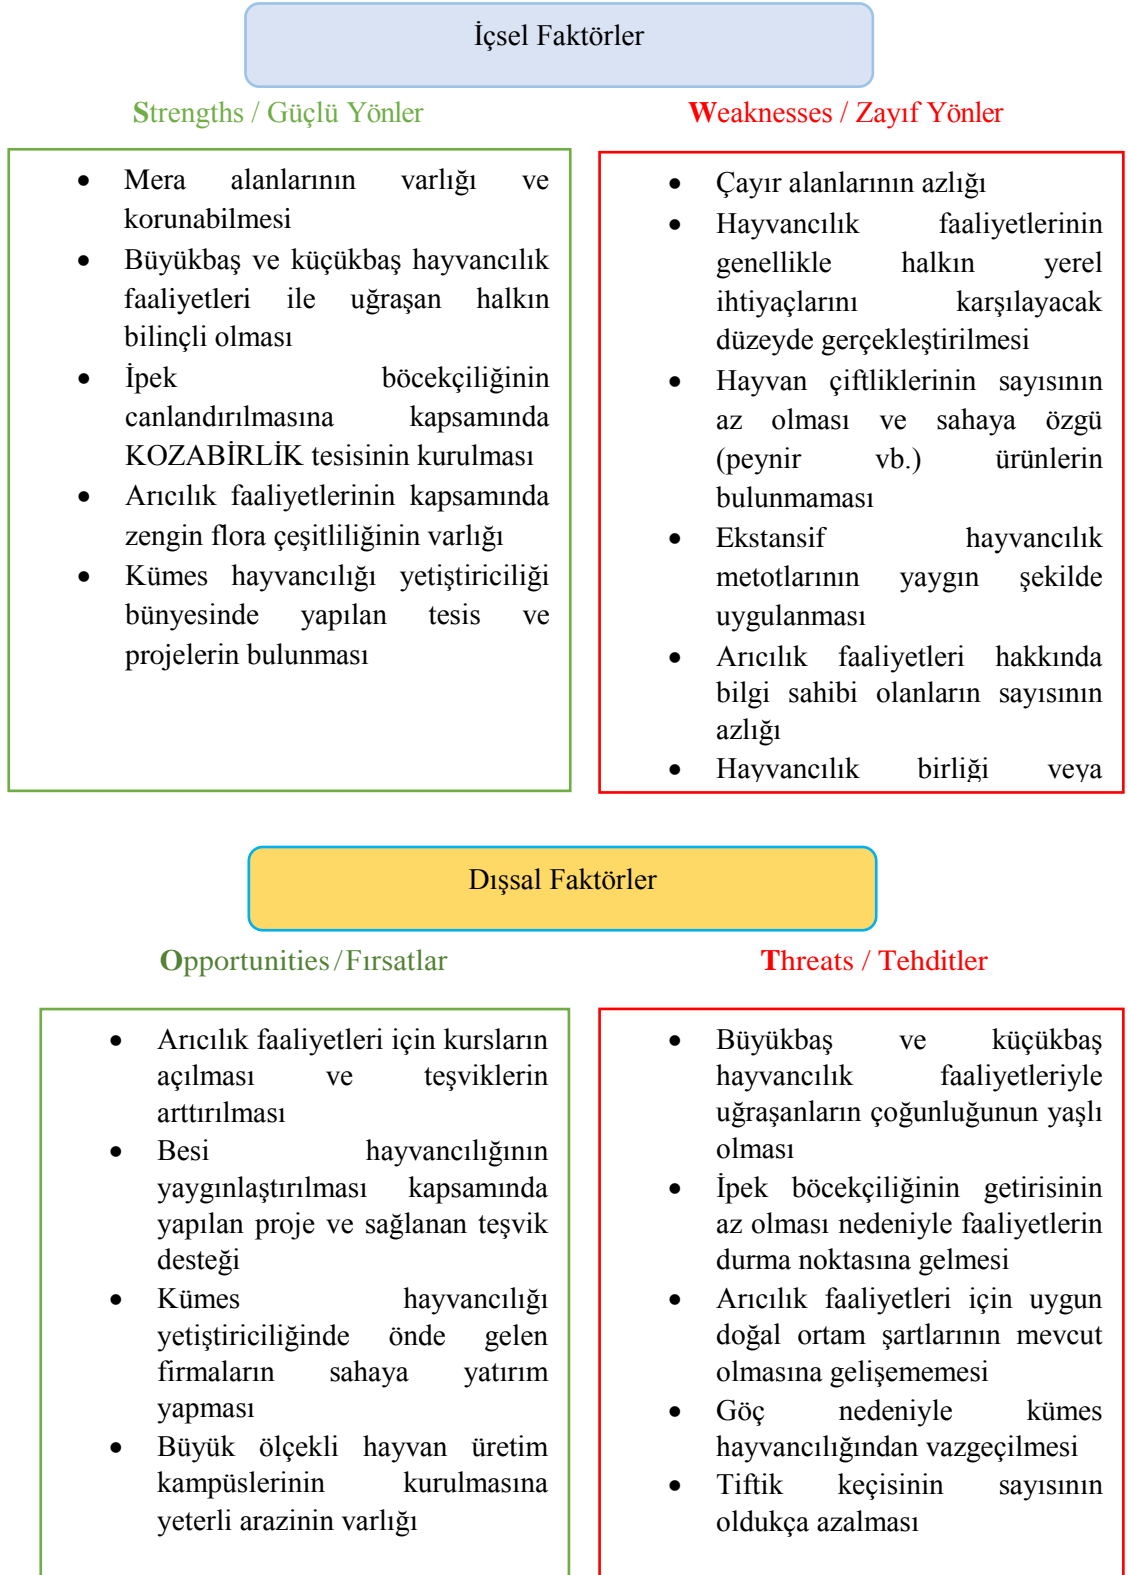 İçsel Faktörler
Strengths / Güçlü Yönler
Mera alanlarının varlığı ve
korunabilmesi
Büyükbaş ve küçükbaş hayvancılık
faaliyetleri ile uğraşan halkın
bilinçli olması
İpek böcekçiliğinin
canlandırılmasına kapsamında
KOZABİRLİK tesisinin kurulması
Arıcılık faaliyetlerinin kapsamında
zengin flora çeşitliliğinin varlığı
Kümes hayvancılığı yetiştiriciliği
bünyesinde yapılan tesis ve
projelerin bulunması
Weaknesses / Zayıf Yönler
Çayır alanlarının azlığı
Hayvancılık faaliyetlerinin
genellikle halkın yerel
ihtiyaçlarını karşılayacak
düzeyde gerçekleştirilmesi
Hayvan çiftliklerinin sayısının
az olması ve sahaya özgü
(peynir vb.) ürünlerin
bulunmaması
Ekstansif hayvancılık
metotlarının yaygın şekilde
uygulanması
Arıcılık faaliyetleri hakkında
bilgi sahibi olanların sayısının
azlığı
Hayvancılık birliği veya
Dışsal Faktörler
Opportunities/Fırsatlar
Arıcılık faaliyetleri için kursların
açılması ve teşviklerin
arttırılması
Besi hayvancılığının
yaygınlaştırılması kapsamında
yapılan proje ve sağlanan teşvik
desteği
Kümes hayvancılığı
yetiştiriciliğinde önde gelen
firmaların sahaya yatırım
yapması
Büyük ölçekli hayvan üretim
kampüslerinin kurulmasına
yeterli arazinin varlığı
Threats / Tehditler
Büyükbaş ve küçükbaş
hayvancılık faaliyetleriyle
uğraşanların çoğunluğunun yaşlı
olması
İpek böcekçiliğinin getirisinin
az olması nedeniyle faaliyetlerin
durma noktasına gelmesi
Arıcılık faaliyetleri için uygun
doğal ortam şartlarının mevcut
olmasına gelişememesi
Göç nedeniyle kümes
hayvancılığından vazgeçilmesi
Tiftik keçisinin sayısının
oldukça azalması